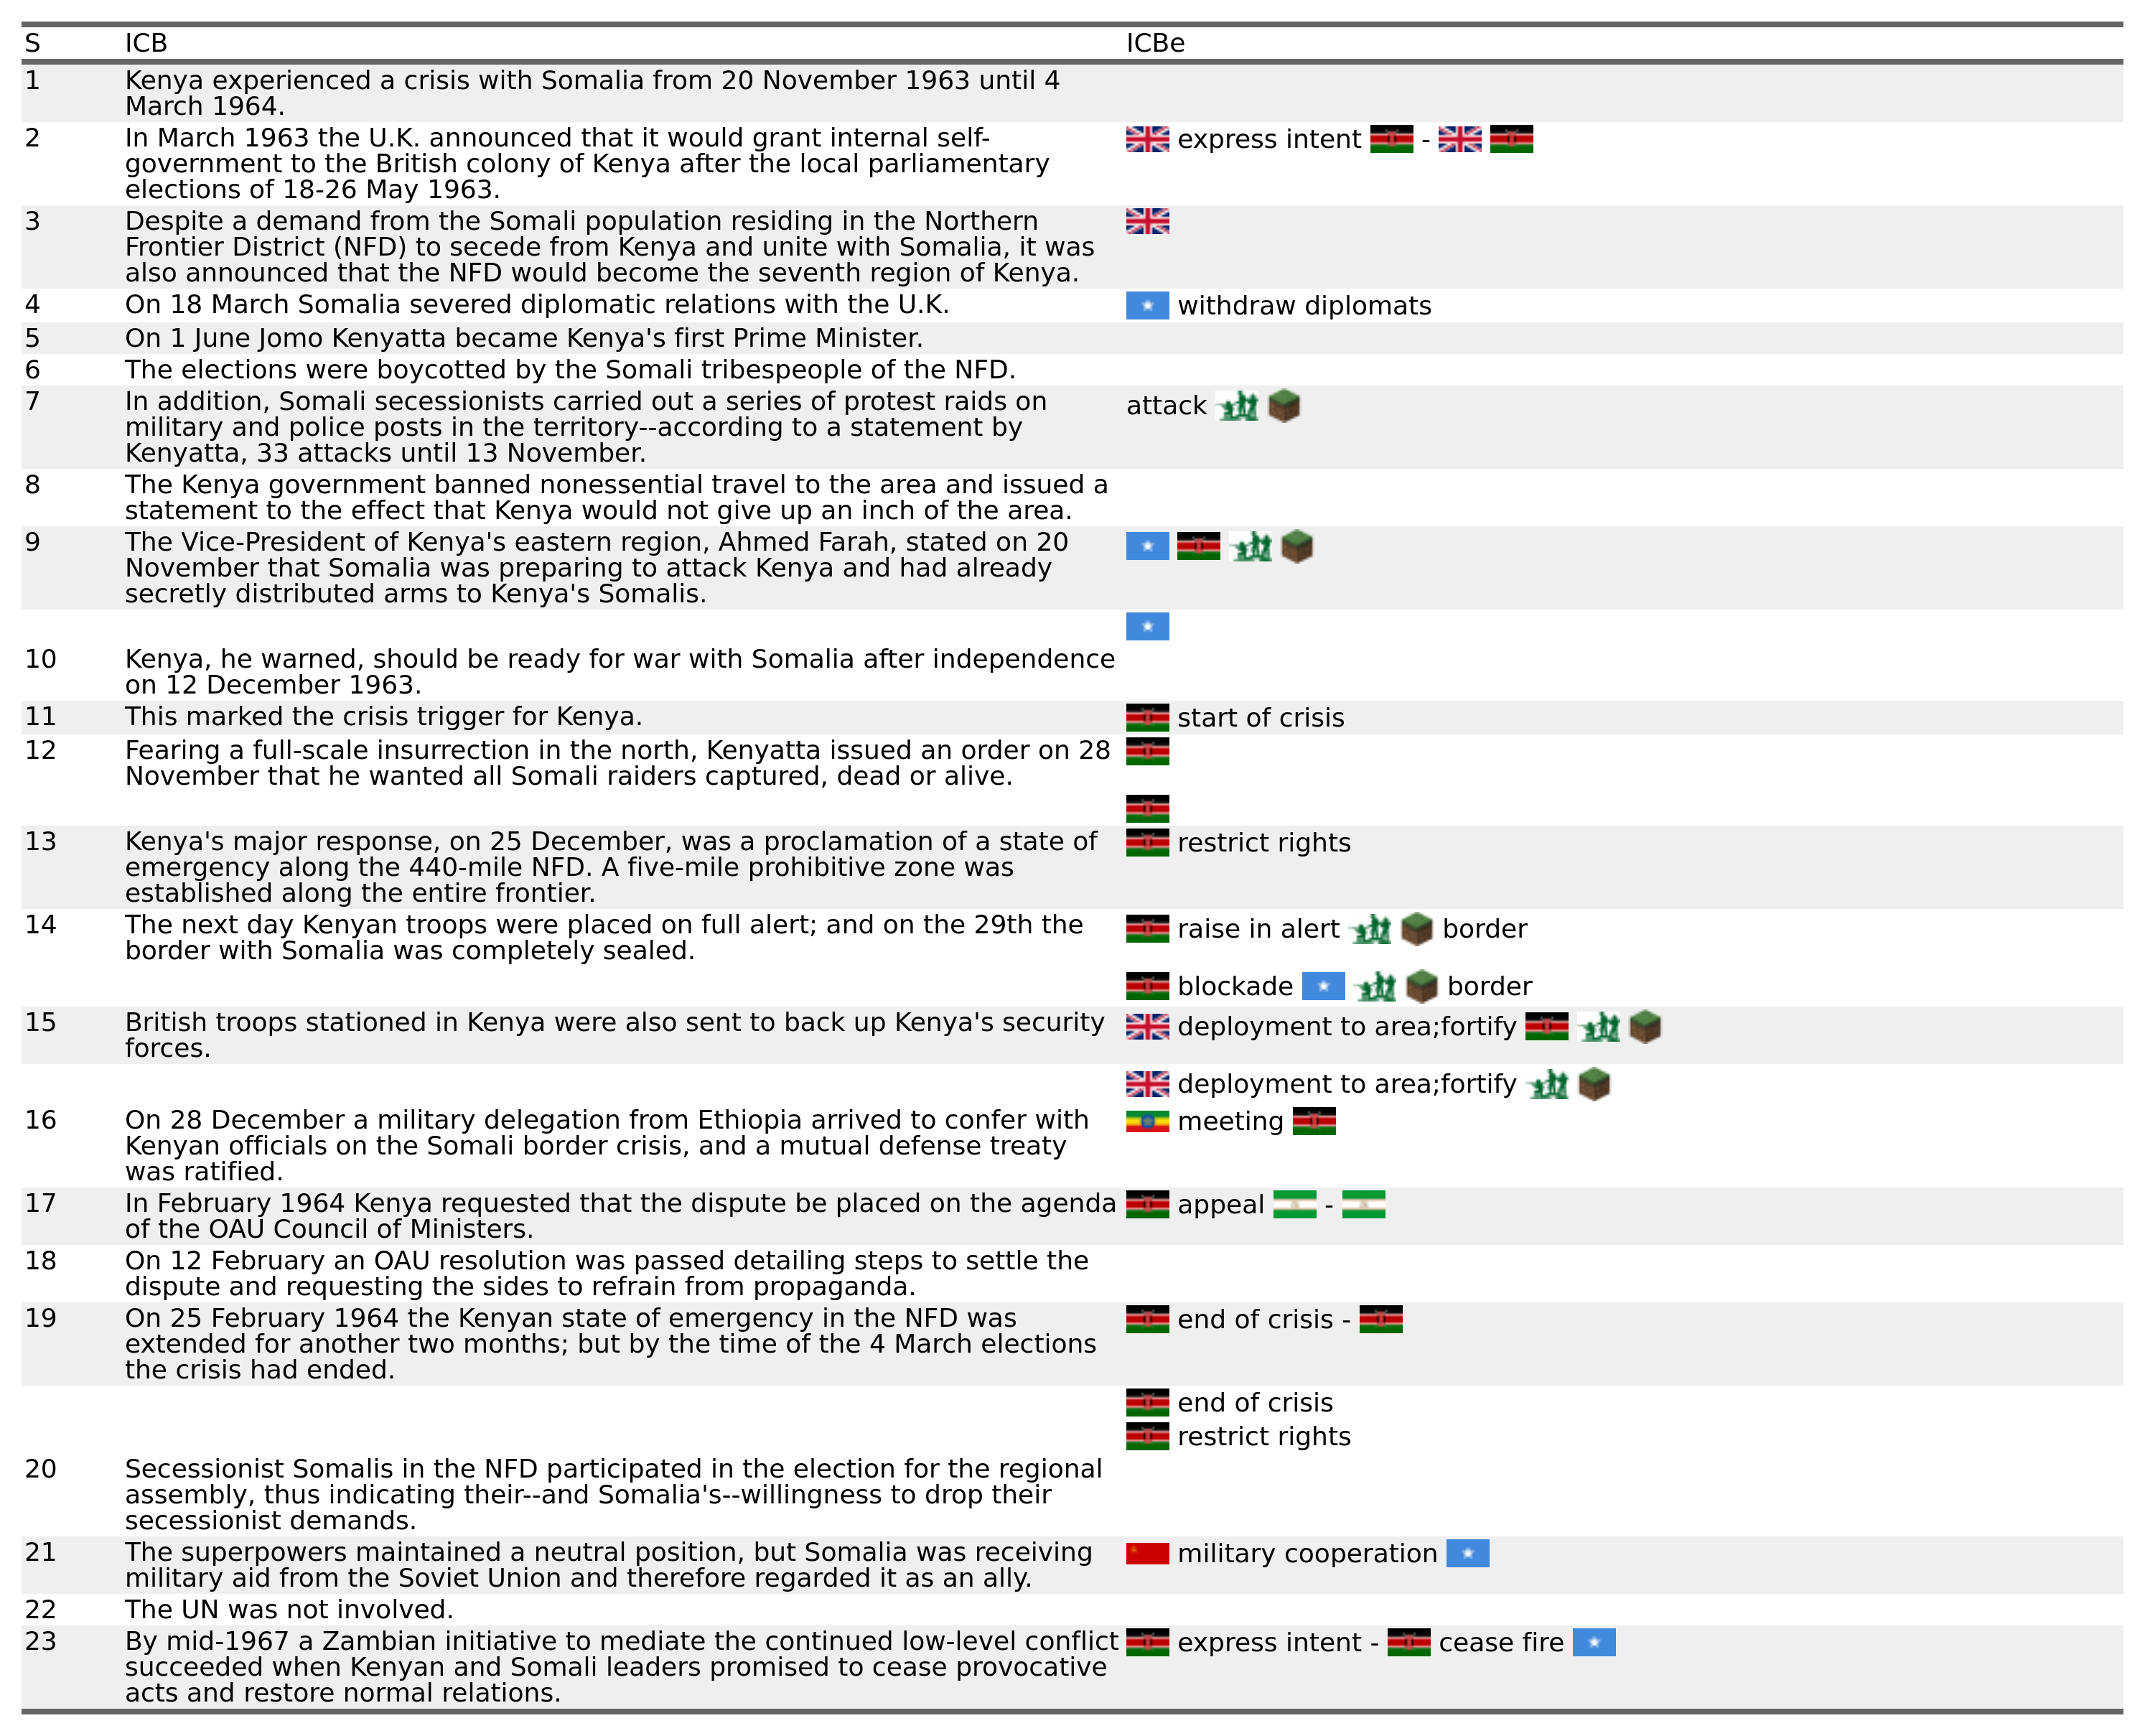 S ICB ICBe
1 Kenya experienced a crisis with Somalia from 20 November 1963 until 4
March 1964.
2 In March 1963 the U.K. announced that it would grant internal self- express intent -
government to the British colony of Kenya after the local parliamentary
elections of 18-26 May 1963.
3 Despite a demand from the Somali population residing in the Northern
Frontier District (NFD) to secede from Kenya and unite with Somalia, it was
also announced that the NFD would become the seventh region of Kenya.
4 On 18 March Somalia severed diplomatic relations with the U.K. withdraw diplomats
5 On 1 June Jomo Kenyatta became Kenya's first Prime Minister.
6 The elections were boycotted by the Somali tribespeople of the NFD.
7 In addition, Somali secessionists carried out a series of protest raids on attack
military and police posts in the territory--according to a statement by
Kenyatta, 33 attacks until 13 November.
8 The Kenya government banned nonessential travel to the area and issued a
statement to the effect that Kenya would not give up an inch of the area.
9 The Vice-President of Kenya's eastern region, Ahmed Farah, stated on 20
November that Somalia was preparing to attack Kenya and had already
secretly distributed arms to Kenya's Somalis.
10 Kenya, he warned, should be ready for war with Somalia after independence
on 12 December 1963.
11 This marked the crisis trigger for Kenya. start of crisis
12 Fearing a full-scale insurrection in the north, Kenyatta issued an order on 28
November that he wanted all Somali raiders captured, dead or alive.
13 Kenya's major response, on 25 December, was a proclamation of a state of restrict rights
emergency along the 440-mile NFD. A five-mile prohibitive zone was
established along the entire frontier.
14 The next day Kenyan troops were placed on full alert; and on the 29th the raise in alert border
border with Somalia was completely sealed.
blockade border
15 British troops stationed in Kenya were also sent to back up Kenya's security deployment to area;fortify
forces.
deployment to area;fortify
16 On 28 December a military delegation from Ethiopia arrived to confer with meeting
Kenyan officials on the Somali border crisis, and a mutual defense treaty
was ratified.
17 In February 1964 Kenya requested that the dispute be placed on the agenda appeal -
of the OAU Council of Ministers.
18 On 12 February an OAU resolution was passed detailing steps to settle the
dispute and requesting the sides to refrain from propaganda.
19 On 25 February 1964 the Kenyan state of emergency in the NFD was end of crisis -
extended for another two months; but by the time of the 4 March elections
the crisis had ended.
end of crisis
restrict rights
20 Secessionist Somalis in the NFD participated in the election for the regional
assembly, thus indicating their--and Somalia's--willingness to drop their
secessionist demands.
21 The superpowers maintained a neutral position, but Somalia was receiving military cooperation
military aid from the Soviet Union and therefore regarded it as an ally.
22 The UN was not involved.
23 By mid-1967 a Zambian initiative to mediate the continued low-level conflict express intent - cease fire
succeeded when Kenyan and Somali leaders promised to cease provocative
acts and restore normal relations.